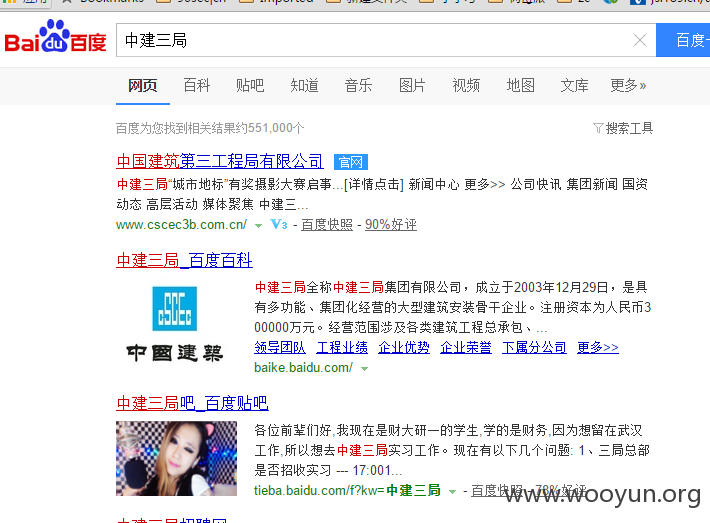 Bookmarks
Imported
Baidu百度
中建三局
百度一
网页 百科 贴吧 知道 音乐 图片 视频 地图 文库 更多»
百度为您找到相关结果约551,000个
搜索工具
中国建筑第三工程局有限公司 官网
中建三局"城市地标"有奖摄影大赛启事...[详情点击] 新闻中心 更多>> 公司快讯 集团新闻 国资
动态 高层活动 媒体聚焦 中建三...
www.cscec3b.com.cn/ V3 - 百度快照 - 90%好评
中建三局_百度百科
CSCEC
中國建築
中建三局全称中建三局集团有限公司，成立于2003年12月29日，是具
有多功能、集团化经营的大型建筑安装骨干企业。注册资本为人民币3
00000万元。经营范围涉及各类建筑工程总承包、...
领导团队 工程业绩 企业优势 企业荣誉 下属分公司 更多>>
baike.baidu.com/
中建三局吧_百度贴吧
各位前辈们好,我现在是财大研一的学生,学的是财务,因为想留在武汉
工作,所以想去中建三局实习工作。现在有以下几个问题: 1、三局总部
是否招收实习 --- 17:001...
tieba.baidu.com/f?kw=中建三局 - 百度快照 - 78%好评
www.wooyun.org
中建三局招聘网